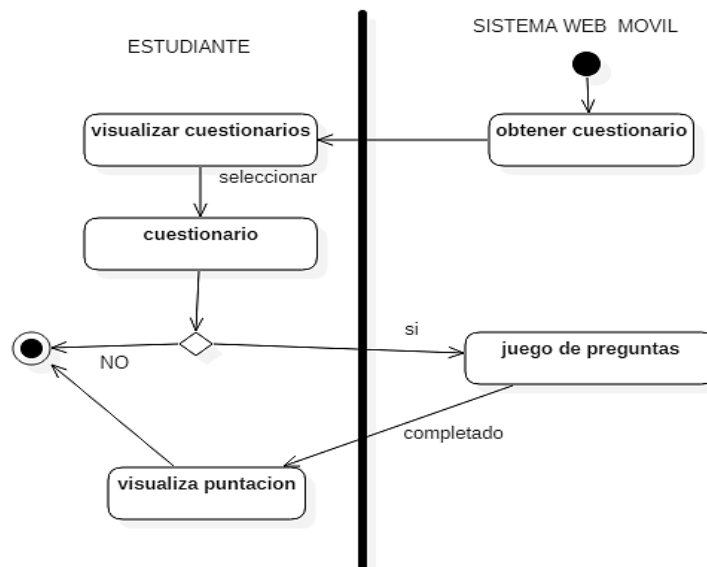 ESTUDIANTE
SISTEMA WEB MOVIL
visualizar cuestionarios
obtener cuestionario
seleccionar
cuestionario
si
NO
juego de preguntas
completado
visualiza puntacion